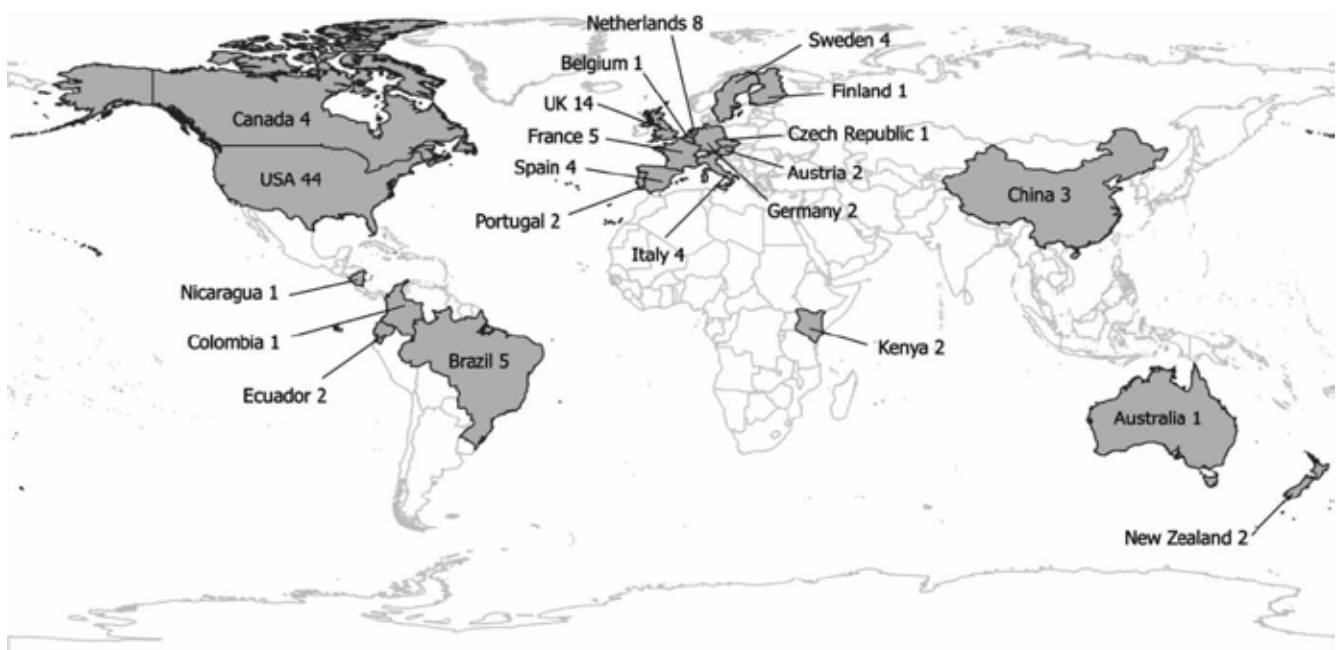 Netherlands 8
Sweden 4
Belgium 1
Finland 1
UK 14
Canada 4
France 5
Czech Republic 1
Spain 4
Austria 2
USA 44
China 3
Portugal 2
Germany 2
Italy 4
Nicaragua 1
Colombia 1
Kenya 2
Brazil 5
Ecuador 2
Australia 1
New Zealand 2